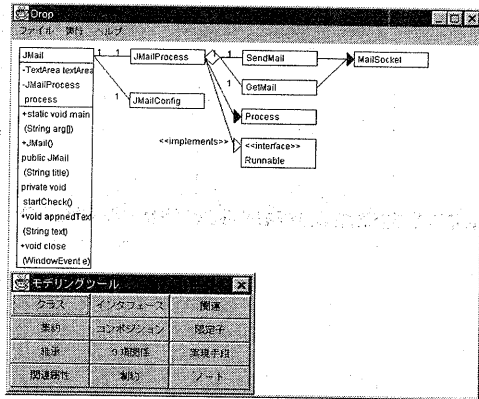 Drop
ファイル 実行 ヘルプ
JMail
-TextArea textArea
-JMailProcess
process
+static void main
(String arg[])
+JMail()
public JMail
(String title)
private void
startCheck()
+void appnedText
(String text)
+void close
(WindowEvent e)
1 1
JMailProcess
1 1
SendMail
MailSocket
1
GetMail
1
JMailConfig
Process
<<implements>>
<<interface>>
Runnable
モデリングツール
クラス インタフェース 関連
集約 コンポジション 限定子
継承 n項関係 実現手段
関連属性 制約 ノート